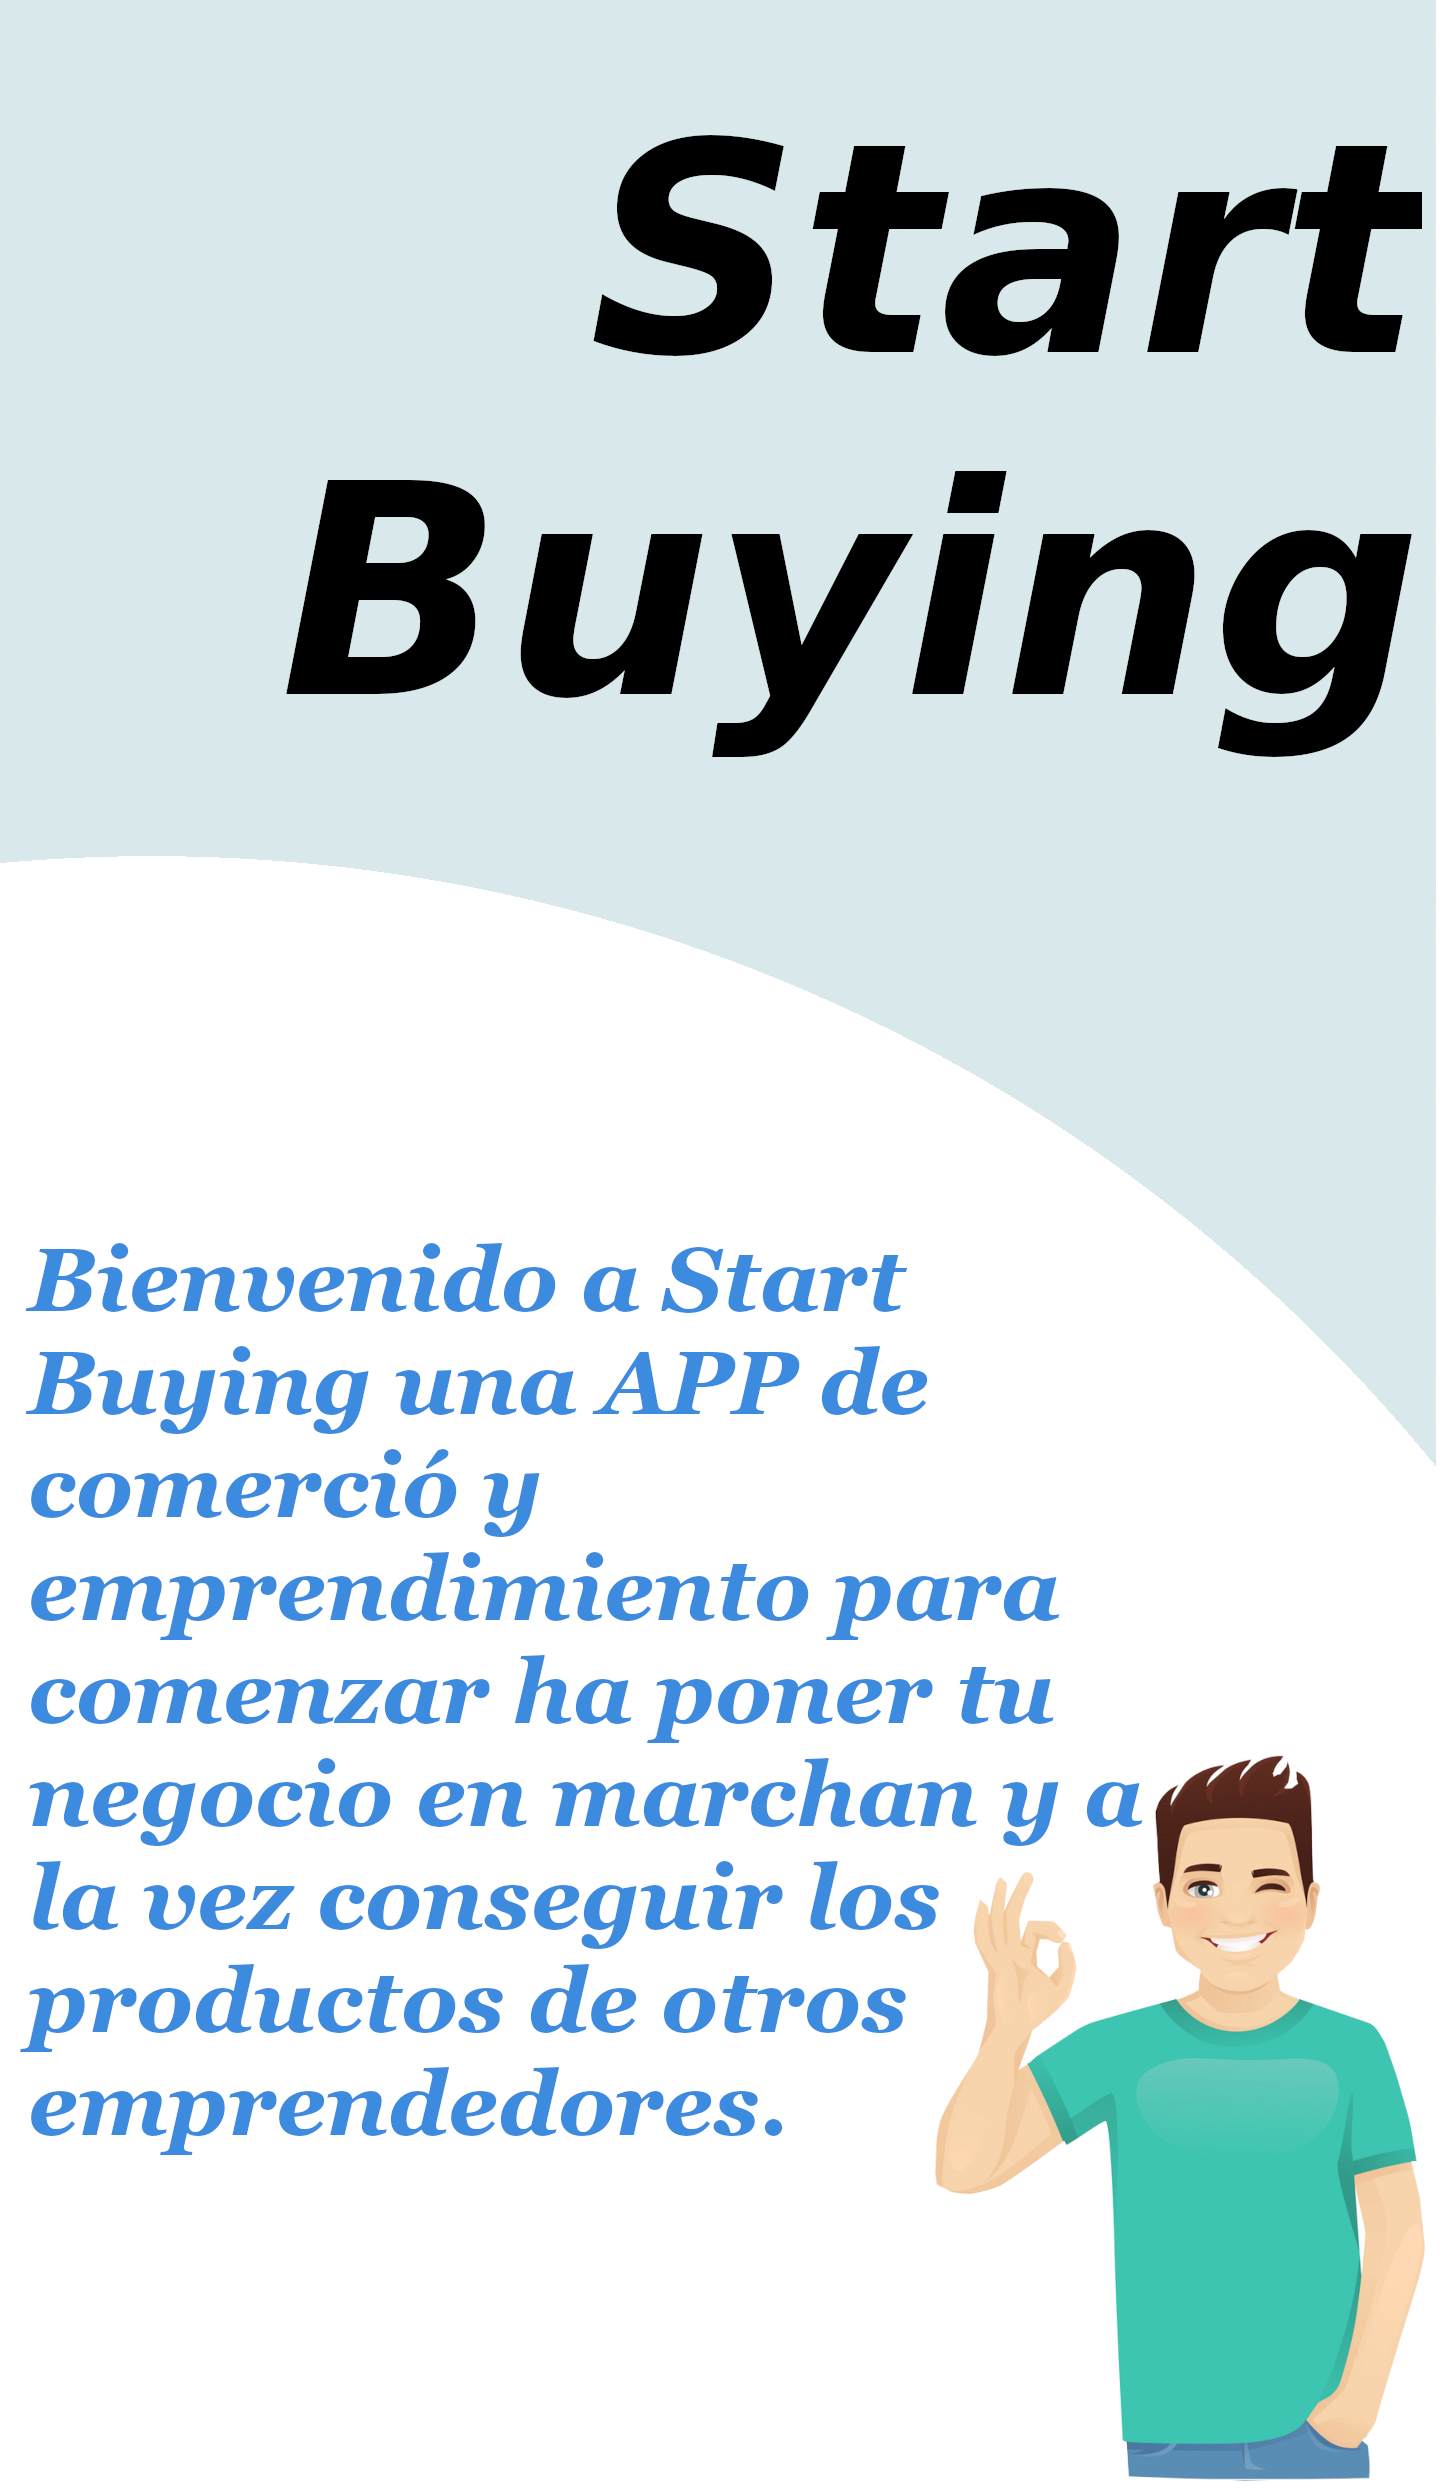 Start
Buying
Bienvenido a Start
Buying una APP de
comerció y
emprendimiento para
comenzar ha poner tu
negocio en marchan y a
la vez conseguir los
productos de otros
emprendedores.